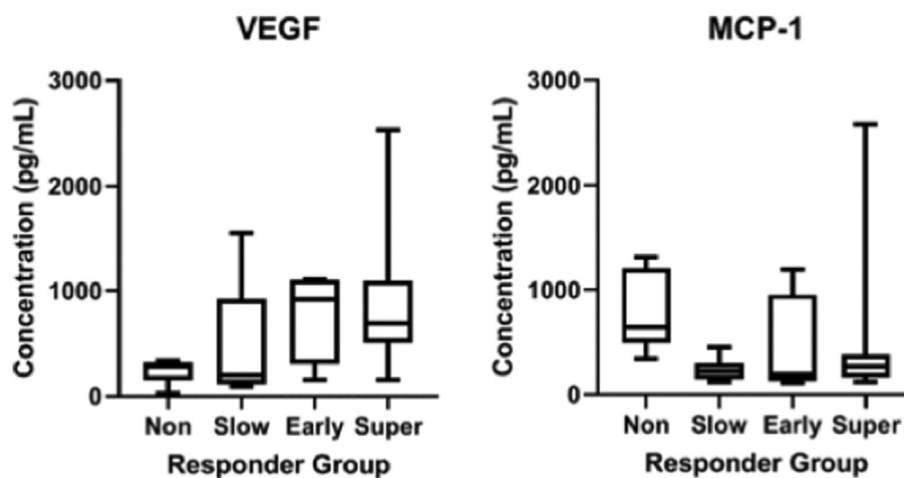 VEGF
3000
2000
1000
0
Concentration (pg/mL)
Non Slow Early Super
Responder Group
MCP-1
3000
2000
1000
0
Concentration (pg/mL)
Non Slow Early Super
Responder Group